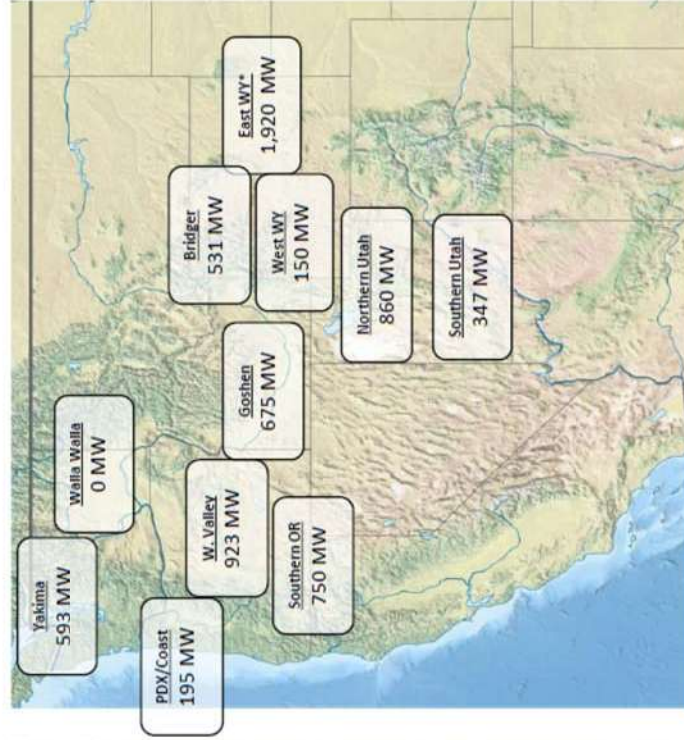 Yakima
593 MW
Walla Walla
0 MW
PDX/Coast
195 MW
W. Valley
923 MW
Southern OR
750 MW
Goshen
675 MW
Bridger
531 MW
East WY*
1,920 MW
West WY
150 MW
Northern Utah
860 MW
Southern Utah
347 MW